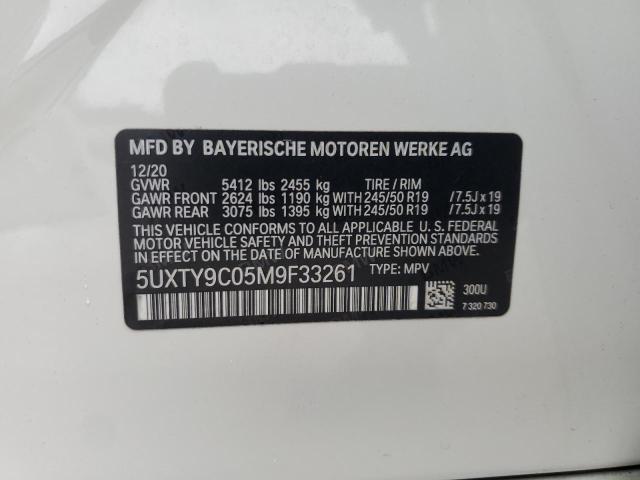 MFD BY BAYERISCHE MOTOREN WERKE AG
12/20
GVWR 5412 lbs 2455 kg TIRE / RIM
GAWR FRONT 2624 lbs 1190 kg WITH 245/50 R19 /7.5J x 19
GAWR REAR 3075 lbs 1395 kg WITH 245/50 R19 /7.5J x 19
THIS VEHICLE CONFORMS TO ALL APPLICABLE U. S. FEDERAL
MOTOR VEHICLE SAFETY AND THEFT PREVENTION STANDARDS
IN EFFECT ON THE DATE OF MANUFACTURE SHOWN ABOVE.
5UXTY9C05M9F33261 TYPE: MPV
300U
7 320 730